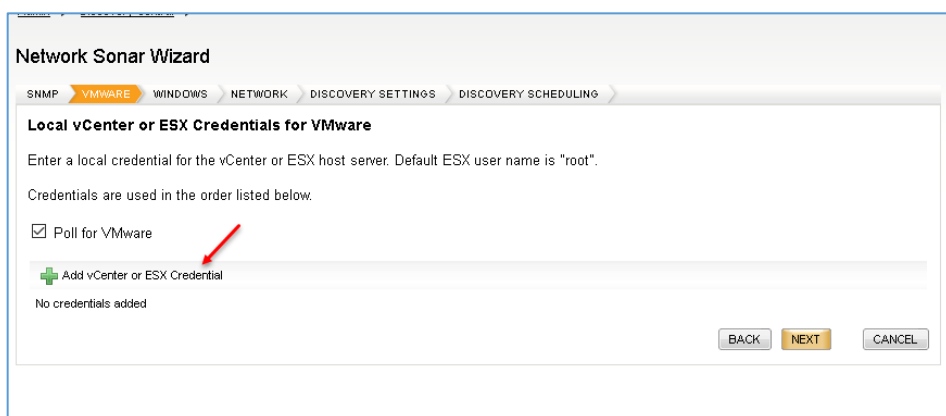 Network Sonar Wizard
SNMP VMWARE WINDOWS NETWORK DISCOVERY SETTINGS DISCOVERY SCHEDULING
Local vCenter or ESX Credentials for VMware
Enter a local credential for the vCenter or ESX host server. Default ESX user name is "root".
Credentials are used in the order listed below.
Poll for VMware
Add vCenter or ESX Credential
No credentials added
BACK NEXT CANCEL